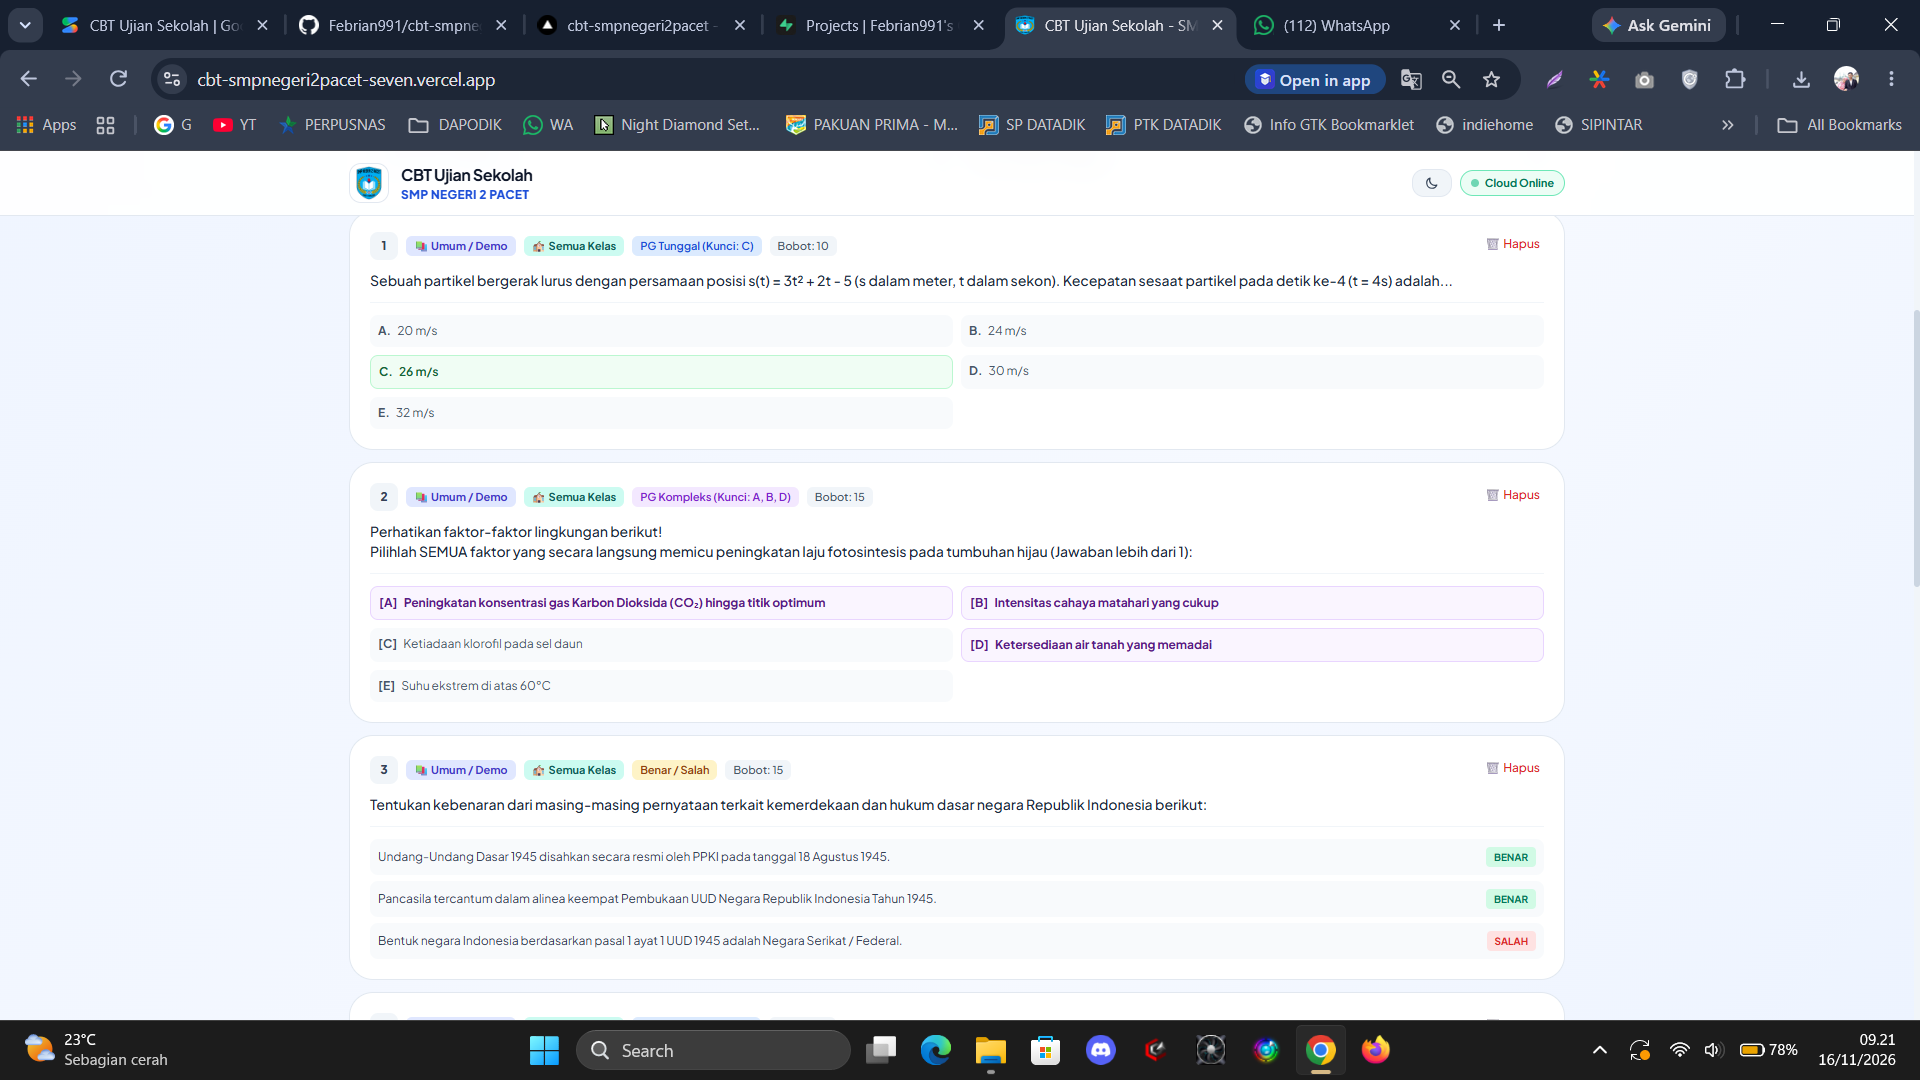 CBT Ujian Sekolah | Go
Febrian991/cbt-smpne
cbt-smpnegeri2pacet -
Projects | Febrian991's
CBT Ujian Sekolah - SM
(112) WhatsApp
Ask Gemini
cbt-smpnegeri2pacet-seven.vercel.app
Open in app
Apps
G
YT
PERPUSNAS
DAPODIK
WA
Night Diamond Set...
PAKUAN PRIMA - M...
SP DATADIK
PTK DATADIK
Info GTK Bookmarklet
indiehome
SIPINTAR
All Bookmarks
CBT Ujian Sekolah
SMP NEGERI 2 PACET
Cloud Online
1 Umum / Demo Semua Kelas PG Tunggal (Kunci: C) Bobot: 10 Hapus
Sebuah partikel bergerak lurus dengan persamaan posisi s(t) = 3t² + 2t - 5 (s dalam meter, t dalam sekon). Kecepatan sesaat partikel pada detik ke-4 (t = 4s) adalah...
A. 20 m/s
B. 24 m/s
C. 26 m/s
D. 30 m/s
E. 32 m/s
2 Umum / Demo Semua Kelas PG Kompleks (Kunci: A, B, D) Bobot: 15 Hapus
Perhatikan faktor-faktor lingkungan berikut!
Pilihlah SEMUA faktor yang secara langsung memicu peningkatan laju fotosintesis pada tumbuhan hijau (Jawaban lebih dari 1):
[A] Peningkatan konsentrasi gas Karbon Dioksida (CO₂) hingga titik optimum
[B] Intensitas cahaya matahari yang cukup
[C] Ketiadaan klorofil pada sel daun
[D] Ketersediaan air tanah yang memadai
[E] Suhu ekstrem di atas 60°C
3 Umum / Demo Semua Kelas Benar / Salah Bobot: 15 Hapus
Tentukan kebenaran dari masing-masing pernyataan terkait kemerdekaan dan hukum dasar negara Republik Indonesia berikut:
Undang-Undang Dasar 1945 disahkan secara resmi oleh PPKI pada tanggal 18 Agustus 1945. BENAR
Pancasila tercantum dalam alinea keempat Pembukaan UUD Negara Republik Indonesia Tahun 1945. BENAR
Bentuk negara Indonesia berdasarkan pasal 1 ayat 1 UUD 1945 adalah Negara Serikat / Federal. SALAH
23°C
Sebagian cerah
Search
78%
09.21
16/11/2026